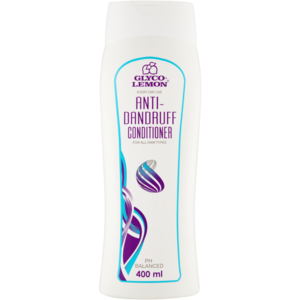 GLYCO-
LEMON
ANTI-
DANDRUFF
CONDITIONER
FOR ALL HAIR TYPES
PH
BALANCED
400 ml